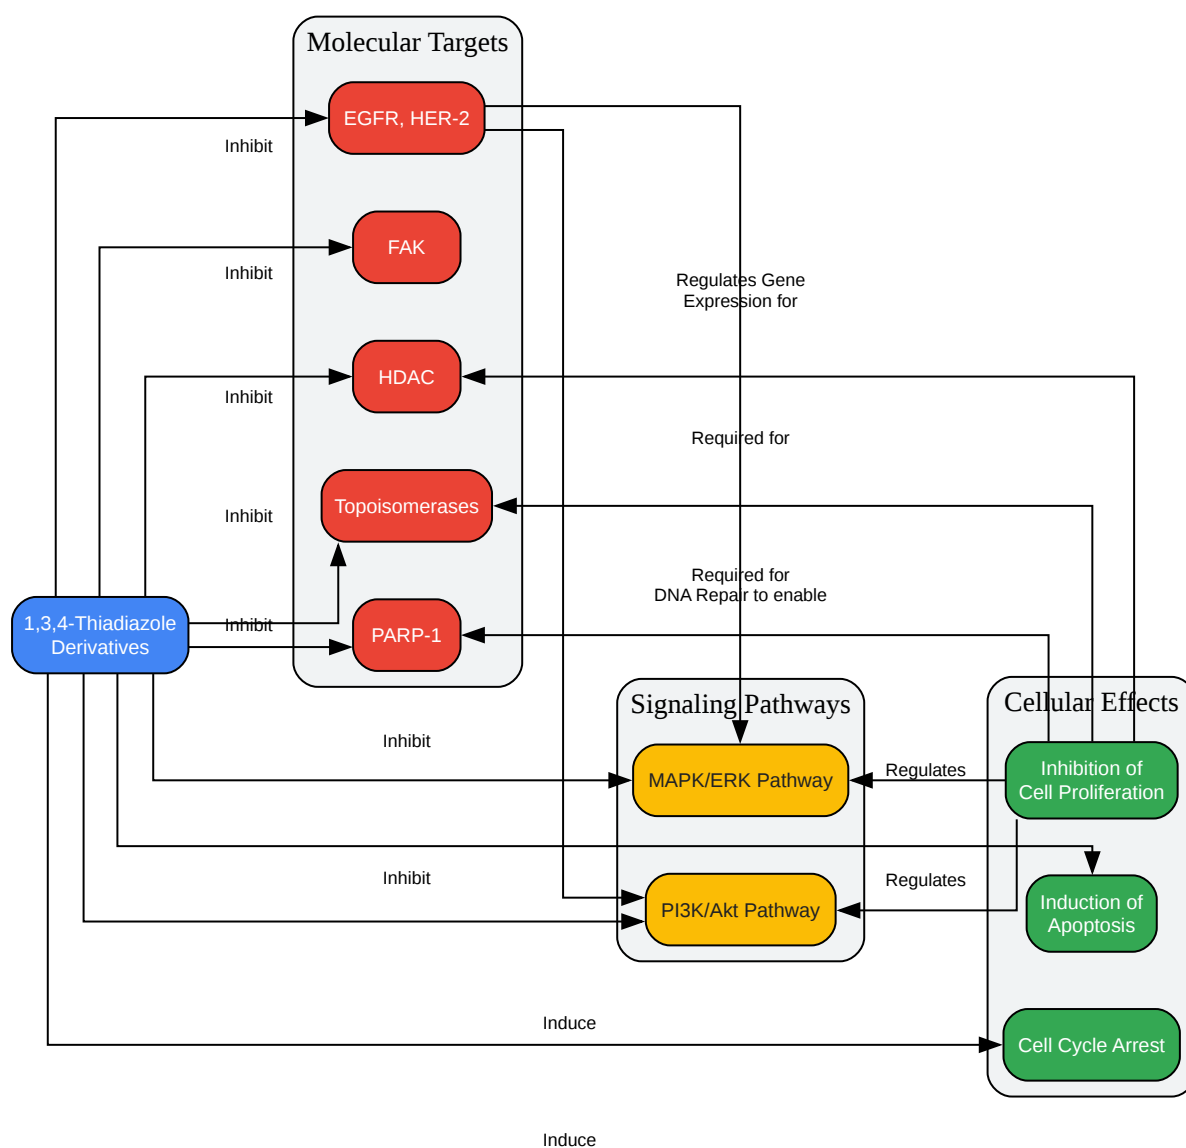 Molecular Targets
EGFR, HER-2
Inhibit
FAK
Inhibit
Regulates Gene
Expression for
HDAC
Inhibit
Required for
Topoisomerases
Inhibit
Required for
DNA Repair to enable
1,3,4-Thiadiazole
Derivatives
Inhibit
PARP-1
Signaling Pathways
Cellular Effects
Inhibit
MAPK/ERK Pathway
Regulates
Inhibition of
Cell Proliferation
Inhibit
PI3K/Akt Pathway
Regulates
Induction of
Apoptosis
Induce
Cell Cycle Arrest
Induce